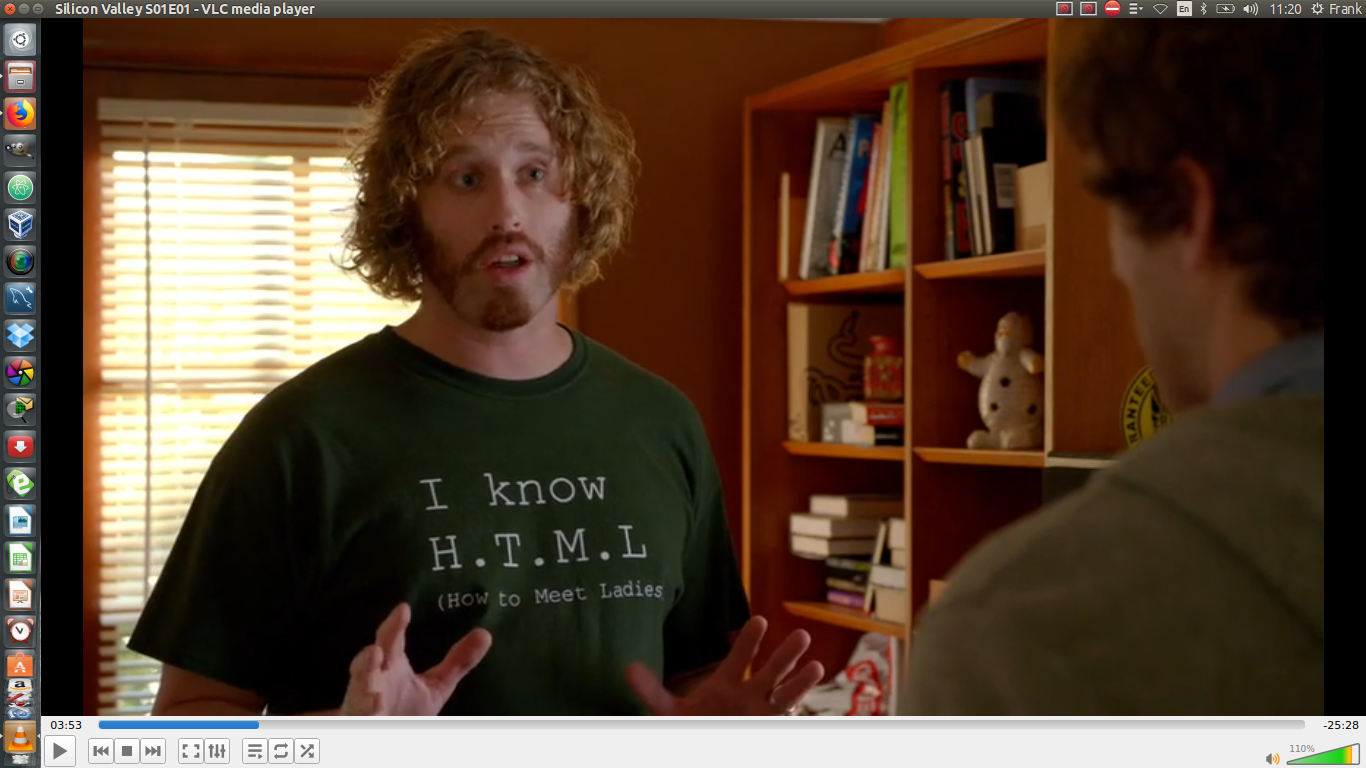 Silicon Valley S01E01 - VLC media player
En
11:20
Frank
I know
H.T.M.L
(How to Meet Ladies
03:53
-25:28
110%